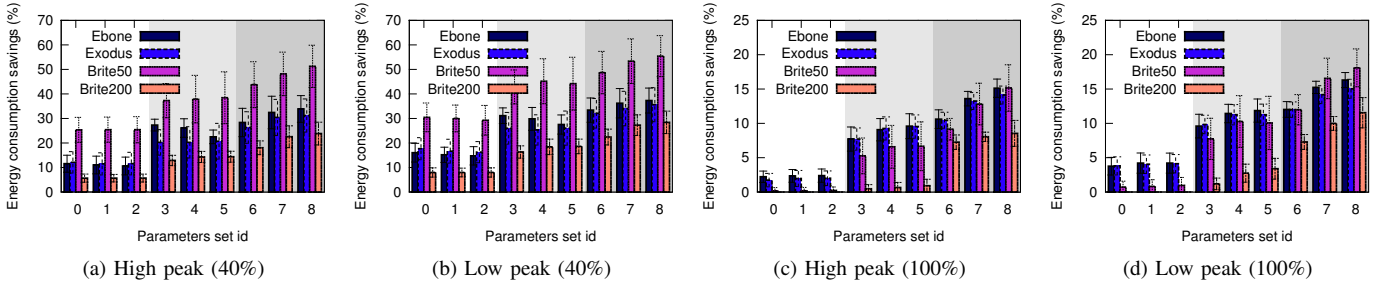 Energy consumption savings (%)
70
60
50
40
30
20
10
0
Ebone
Exodus
Brite50
Brite200
0 1 2 3 4 5 6 7 8
Parameters set id
(a) High peak (40%)
Energy consumption savings (%)
70
60
50
40
30
20
10
0
Ebone
Exodus
Brite50
Brite200
0 1 2 3 4 5 6 7 8
Parameters set id
(b) Low peak (40%)
Energy consumption savings (%)
25
20
15
10
5
0
Ebone
Exodus
Brite50
Brite200
0 1 2 3 4 5 6 7 8
Parameters set id
(c) High peak (100%)
Energy consumption savings (%)
25
20
15
10
5
0
Ebone
Exodus
Brite50
Brite200
0 1 2 3 4 5 6 7 8
Parameters set id
(d) Low peak (100%)